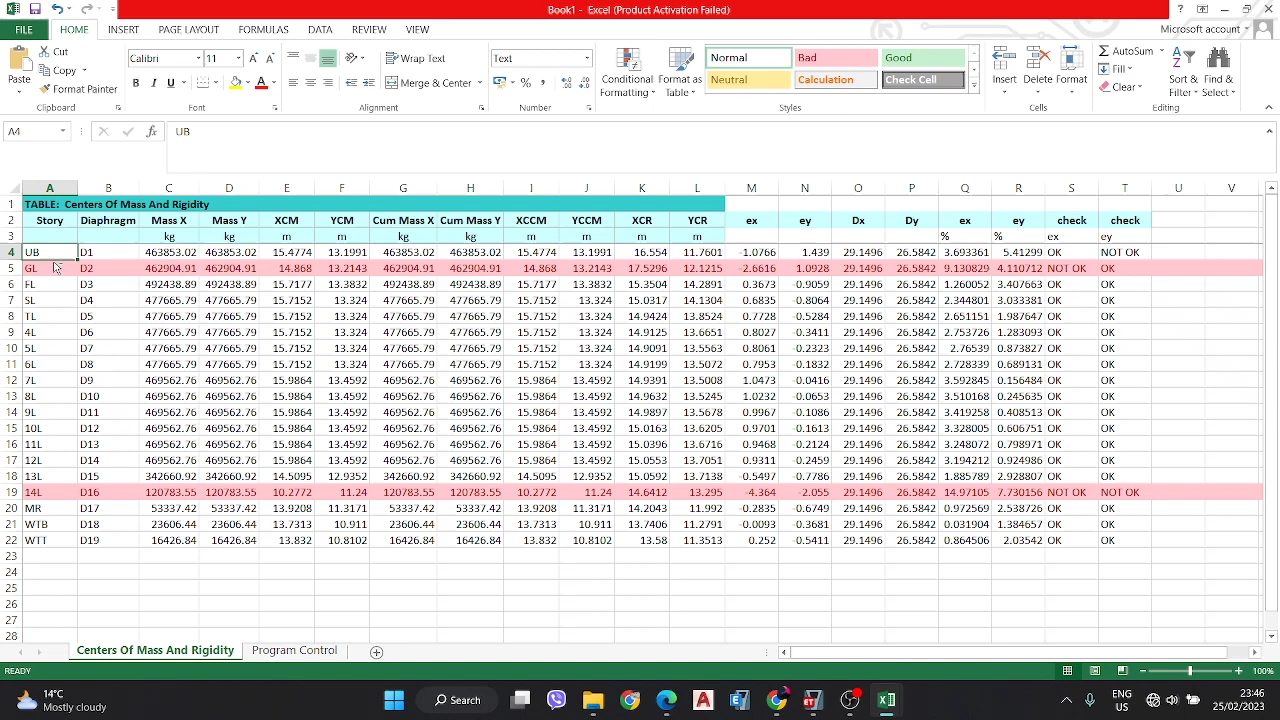 Book1 - Excel (Product Activation Failed)
FILE HOME INSERT PAGE LAYOUT FORMULAS DATA REVIEW VIEW Microsoft account
Paste Cut Copy Format Painter Clipboard
Calibri 11 B I U A Font
Wrap Text Merge & Center Alignment
Text % , Number
Conditional Formatting Format as Table
Normal Bad Good
Neutral Calculation Check Cell
Styles
Insert Delete Format Cells
AutoSum Fill Clear Sort & Filter Find & Select Editing
A4 fx UB
A B C D E F G H I J K L M N O P Q R S T U V
1 TABLE: Centers Of Mass And Rigidity
2 Story Diaphragm Mass X Mass Y XCM YCM Cum Mass X Cum Mass Y XCCM YCCM XCR YCR ex ey Dx Dy ex ey check check
3 kg kg m m kg kg m m m m % % ex ey
4 UB D1 463853.02 463853.02 15.4774 13.1991 463853.02 463853.02 15.4774 13.1991 16.554 11.7601 -1.0766 1.439 29.1496 26.5842 3.693361 5.41299 OK NOT OK
5 GL D2 462904.91 462904.91 14.868 13.2143 462904.91 462904.91 14.868 13.2143 17.5296 12.1215 -2.6616 1.0928 29.1496 26.5842 9.130829 4.110712 NOT OK OK
6 FL D3 492438.89 492438.89 15.7177 13.3832 492438.89 492438.89 15.7177 13.3832 15.3504 14.2891 0.3673 -0.9059 29.1496 26.5842 1.260052 3.407663 OK OK
7 SL D4 477665.79 477665.79 15.7152 13.324 477665.79 477665.79 15.7152 13.324 15.0317 14.1304 0.6835 -0.8064 29.1496 26.5842 2.344801 3.033381 OK OK
8 TL D5 477665.79 477665.79 15.7152 13.324 477665.79 477665.79 15.7152 13.324 14.9424 13.8524 0.7728 -0.5284 29.1496 26.5842 2.651151 1.987647 OK OK
9 4L D6 477665.79 477665.79 15.7152 13.324 477665.79 477665.79 15.7152 13.324 14.9125 13.6651 0.8027 -0.3411 29.1496 26.5842 2.753726 1.283093 OK OK
10 5L D7 477665.79 477665.79 15.7152 13.324 477665.79 477665.79 15.7152 13.324 14.9091 13.5563 0.8061 -0.2323 29.1496 26.5842 2.76539 0.873827 OK OK
11 6L D8 477665.79 477665.79 15.7152 13.324 477665.79 477665.79 15.7152 13.324 14.9199 13.5072 0.7953 -0.1832 29.1496 26.5842 2.728339 0.689131 OK OK
12 7L D9 469562.76 469562.76 15.9864 13.4592 469562.76 469562.76 15.9864 13.4592 14.9391 13.5008 1.0473 -0.0416 29.1496 26.5842 3.592845 0.156484 OK OK
13 8L D10 469562.76 469562.76 15.9864 13.4592 469562.76 469562.76 15.9864 13.4592 14.9632 13.5245 1.0232 -0.0653 29.1496 26.5842 3.510168 0.245635 OK OK
14 9L D11 469562.76 469562.76 15.9864 13.4592 469562.76 469562.76 15.9864 13.4592 14.9897 13.5678 0.9967 -0.1086 29.1496 26.5842 3.419258 0.408513 OK OK
15 10L D12 469562.76 469562.76 15.9864 13.4592 469562.76 469562.76 15.9864 13.4592 15.0163 13.6205 0.9701 -0.1613 29.1496 26.5842 3.328005 0.606751 OK OK
16 11L D13 469562.76 469562.76 15.9864 13.4592 469562.76 469562.76 15.9864 13.4592 15.0396 13.6716 0.9468 -0.2124 29.1496 26.5842 3.248072 0.798971 OK OK
17 12L D14 469562.76 469562.76 15.9864 13.4592 469562.76 469562.76 15.9864 13.4592 15.0553 13.7051 0.9311 -0.2459 29.1496 26.5842 3.194212 0.924986 OK OK
18 13L D15 342660.92 342660.92 14.5095 12.9352 342660.92 342660.92 14.5095 12.9352 15.0592 13.7138 -0.5497 -0.7786 29.1496 26.5842 1.885789 2.928807 OK OK
19 14L D16 120783.55 120783.55 10.2772 11.24 120783.55 120783.55 10.2772 11.24 14.6412 13.295 -4.364 -2.055 29.1496 26.5842 14.97105 7.730156 NOT OK NOT OK
20 MR D17 53337.42 53337.42 13.9208 11.3171 53337.42 53337.42 13.9208 11.3171 14.2043 11.992 -0.2835 -0.6749 29.1496 26.5842 0.972569 2.538726 OK OK
21 WTB D18 23606.44 23606.44 13.7313 10.911 23606.44 23606.44 13.7313 10.911 13.7406 11.2791 -0.0093 -0.3681 29.1496 26.5842 0.031904 1.384657 OK OK
22 WTT D19 16426.84 16426.84 13.832 10.8102 16426.84 16426.84 13.832 10.8102 13.58 11.3513 0.252 -0.5411 29.1496 26.5842 0.864506 2.03542 OK OK
23
24
25
26
27
28
Centers Of Mass And Rigidity Program Control
READY 100%
14°C
Mostly cloudy
Search
ENG
US
23:46
25/02/2023